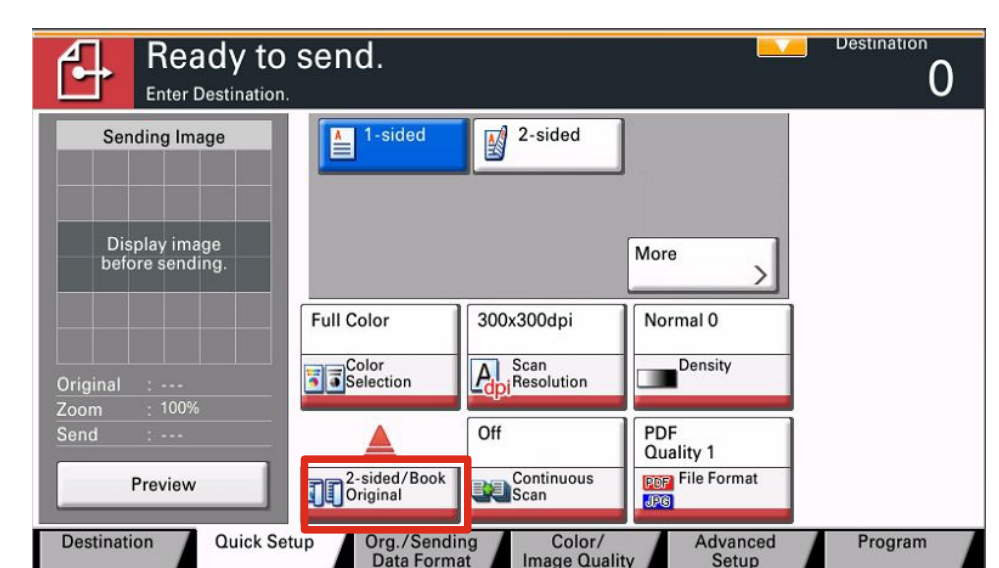 Ready to send.
Enter Destination.
Destination
0
Sending Image
Display image
before sending.
Original : ---
Zoom : 100%
Send : ---
Preview
A
1-sided
A
2-sided
More
Full Color
Color
Selection
300x300dpi
A
dpi
Scan
Resolution
Normal 0
Density
2-sided/Book
Original
Off
Continuous
Scan
PDF
Quality 1
PDF
JPG
File Format
Destination
Quick Setup
Org./Sending
Data Format
Color/
Image Quality
Advanced
Setup
Program